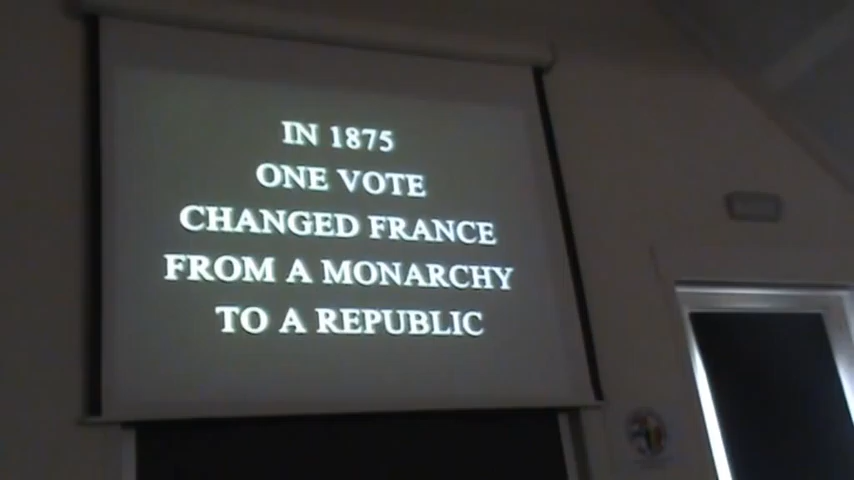 IN 1875
ONE VOTE
CHANGED FRANCE
FROM A MONARCHY
TO A REPUBLIC